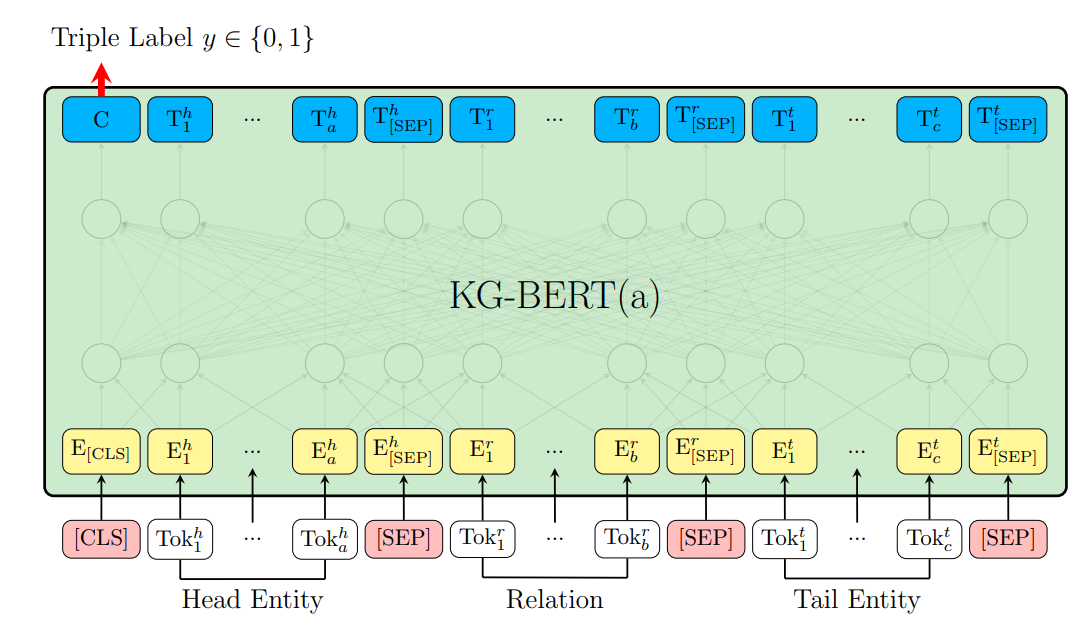 Triple Label y ∈ {0, 1}
C T₁ʰ ... Tₐʰ T[SEP]ʰ T₁ʳ ... T_bʳ T[SEP]ʳ T₁ᵗ ... T_cᵗ T[SEP]ᵗ
KG-BERT(a)
E[CLS] E₁ʰ ... Eₐʰ E[SEP]ʰ E₁ʳ ... E_bʳ E[SEP]ʳ E₁ᵗ ... E_cᵗ E[SEP]ᵗ
[CLS] Tok₁ʰ ... Tokₐʰ [SEP] Tok₁ʳ ... Tok_bʳ [SEP] Tok₁ᵗ ... Tok_cᵗ [SEP]
Head Entity Relation Tail Entity